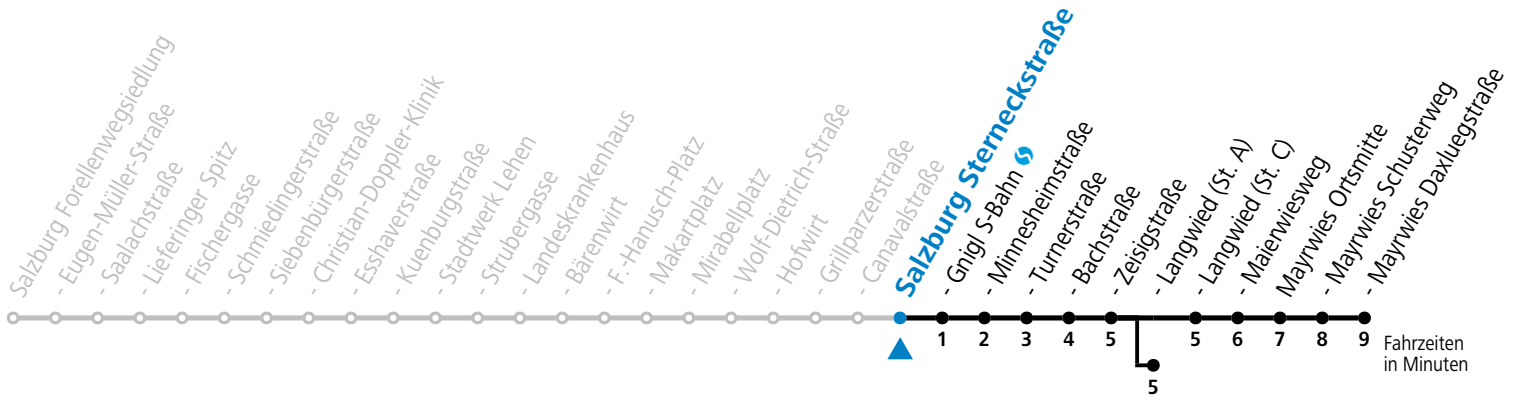 Salzburg Forellenwegsiedlung
- Eugen-Müller-Straße
- Saalachstraße
- Lieferinger Spitz
- Fischergasse
- Schmiedingerstraße
- Siebenbürgerstraße
- Christian-Doppler-Klinik
- Esshaverstraße
- Kuenburgstraße
- Stadtwerk Lehen
- Strubergasse
- Landeskrankenhaus
- Bärenwirt
- F.-Hanusch-Platz
- Makartplatz
- Mirabellplatz
- Wolf-Dietrich-Straße
- Hofwirt
- Grillparzerstraße
- Canavalstraße
Salzburg Sterneckstraße
- Gnigl S-Bahn
- Minnesheimstraße
- Turnerstraße
- Bachstraße
- Zeisigstraße
- Langwied (St. A)
- Langwied (St. C)
- Maienwiesweg
Mayrwies Ortsmitte
- Mayrwies Schusterweg
- Mayrwies Daxluegstraße
1 2 3 4 5 5 6 7 8 9
5
Fahrzeiten
in Minuten